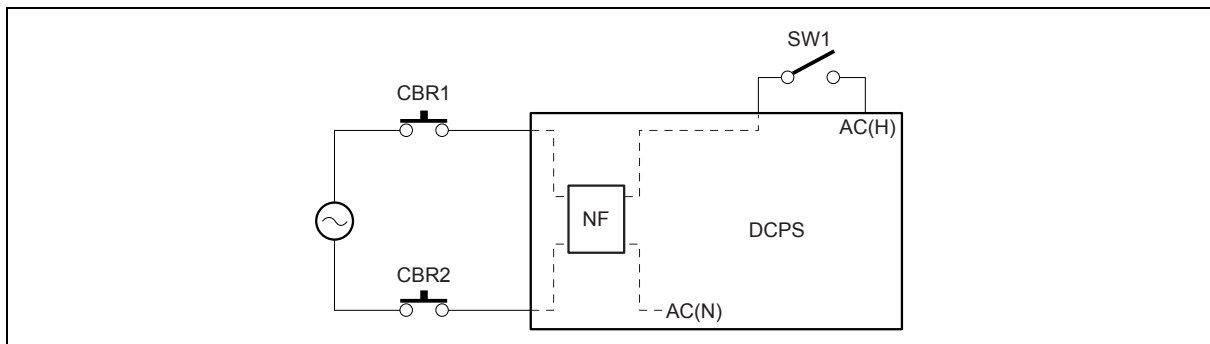 SW1
CBR1
AC(H)
NF
DCPS
CBR2
AC(N)